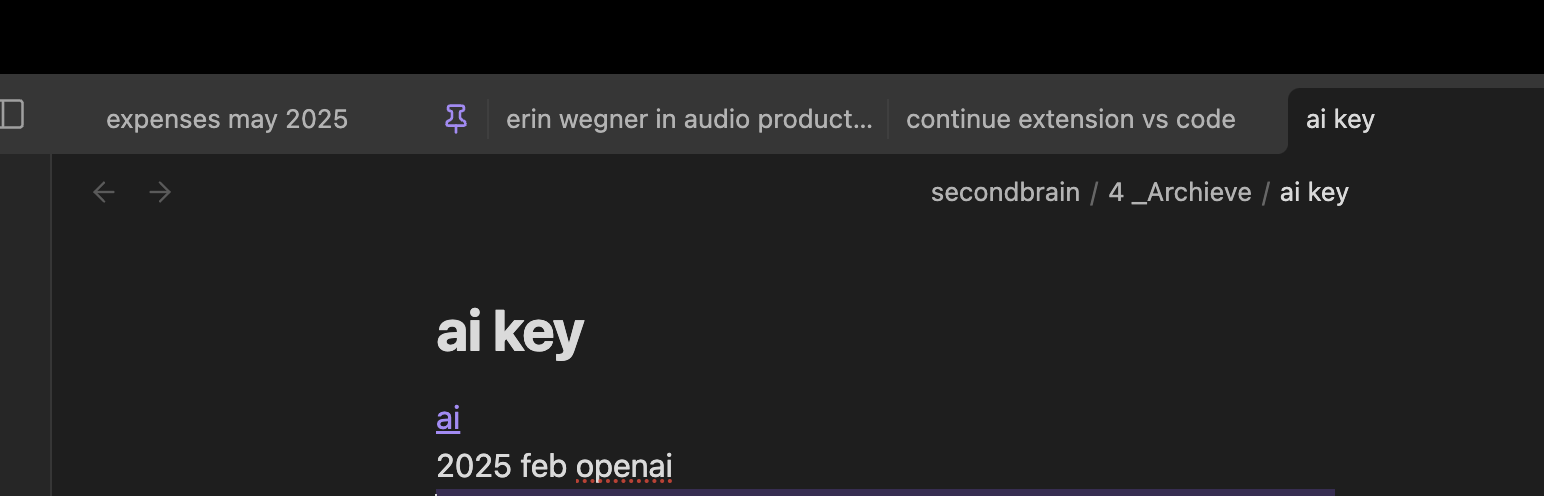 expenses may 2025
erin wegner in audio product...
continue extension vs code
ai key
secondbrain / 4 _Archieve / ai key
ai key
ai
2025 feb openai